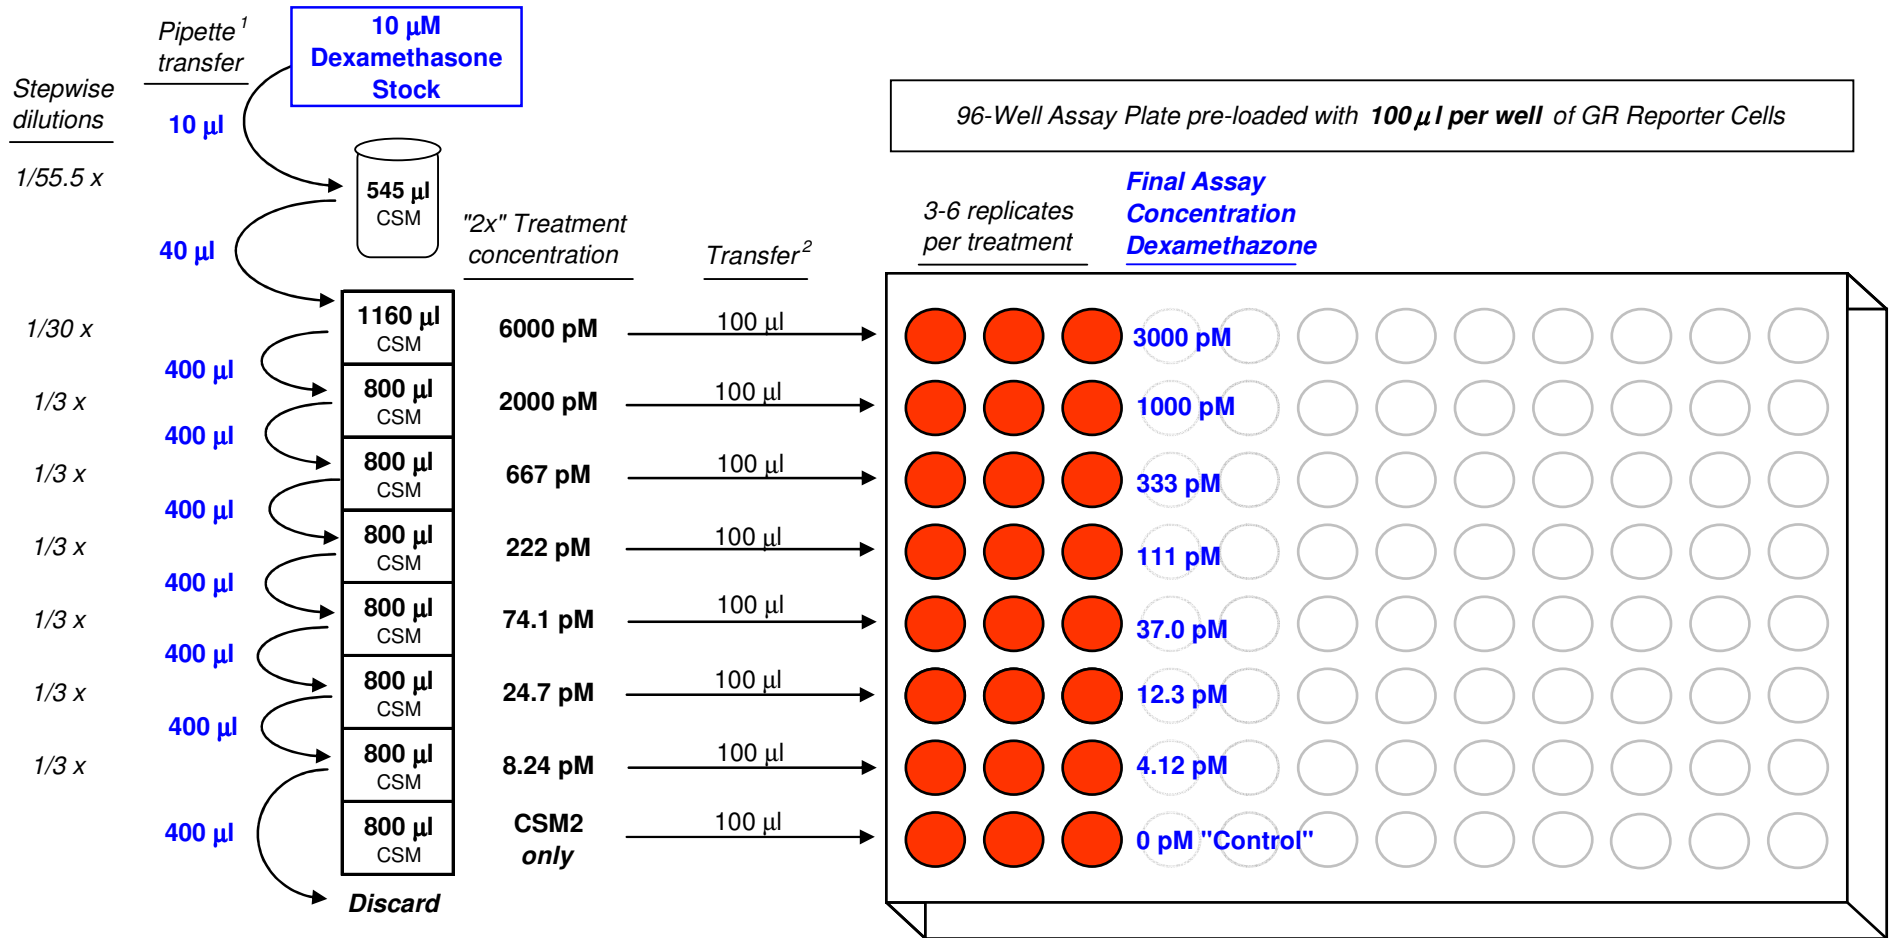 Stepwise
dilutions
Pipette 1
transfer
10 μM
Dexamethasone
Stock
10 μl
1/55.5 x
545 μl
CSM
40 μl
"2x" Treatment
concentration
Transfer 2
96-Well Assay Plate pre-loaded with 100 μl per well of GR Reporter Cells
3-6 replicates
per treatment
Final Assay
Concentration
Dexamethazone
1/30 x
1160 μl
CSM
6000 pM
100 μl
3000 pM
400 μl
1/3 x
800 μl
CSM
2000 pM
100 μl
1000 pM
400 μl
1/3 x
800 μl
CSM
667 pM
100 μl
333 pM
400 μl
1/3 x
800 μl
CSM
222 pM
100 μl
111 pM
400 μl
1/3 x
800 μl
CSM
74.1 pM
100 μl
37.0 pM
400 μl
1/3 x
800 μl
CSM
24.7 pM
100 μl
12.3 pM
400 μl
1/3 x
800 μl
CSM
8.24 pM
100 μl
4.12 pM
400 μl
800 μl
CSM
CSM2
only
100 μl
0 pM "Control"
Discard